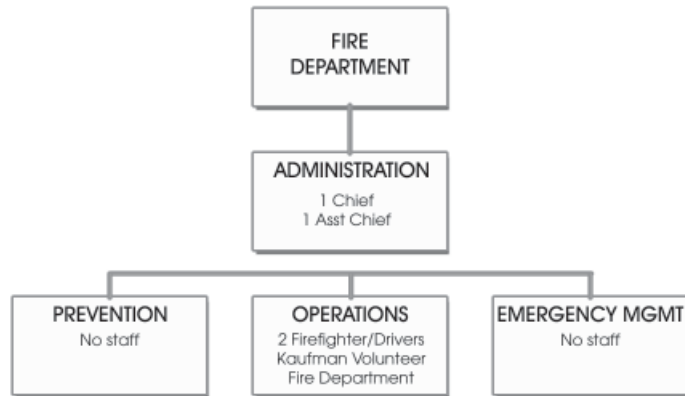 FIRE
DEPARTMENT
ADMINISTRATION
1 Chief
1 Asst Chief
PREVENTION
No staff
OPERATIONS
2 Firefighter/Drivers
Kaufman Volunteer
Fire Department
EMERGENCY MGMT
No staff